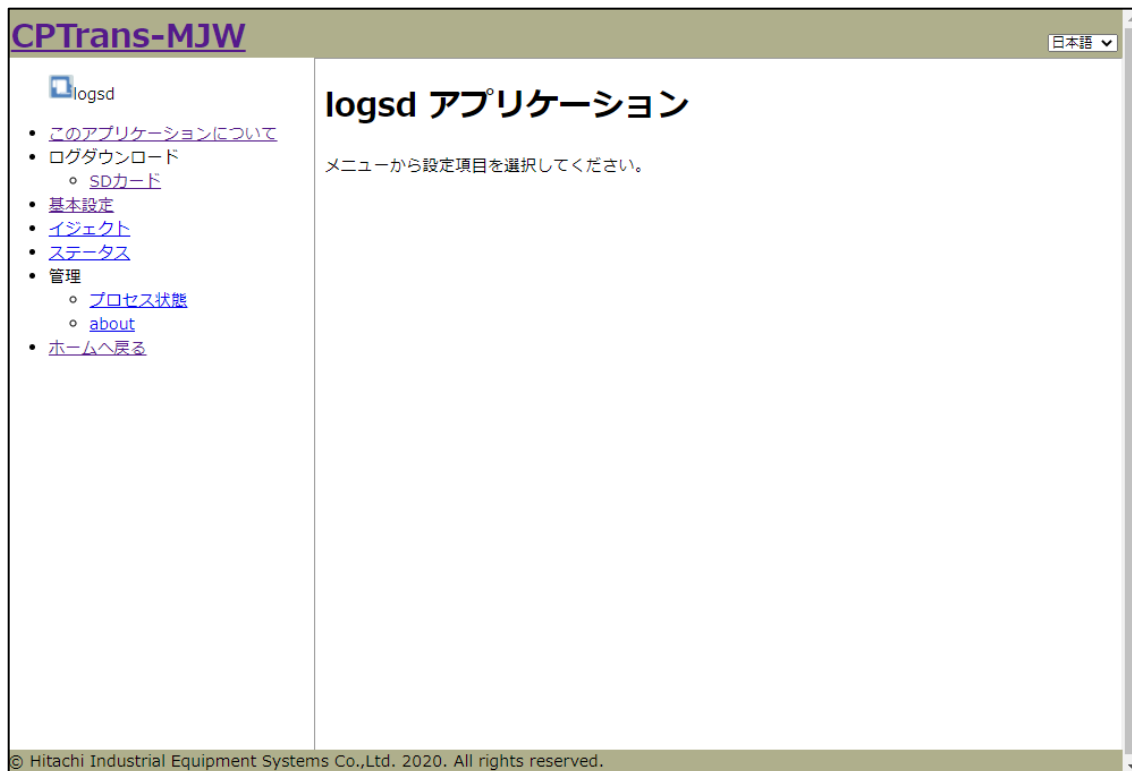 CPTrans-MJW
日本語
logsd
このアプリケーションについて
ログダウンロード
SDカード
基本設定
イジェクト
ステータス
管理
プロセス状態
about
ホームへ戻る
logsd アプリケーション
メニューから設定項目を選択してください。
© Hitachi Industrial Equipment Systems Co.,Ltd. 2020. All rights reserved.